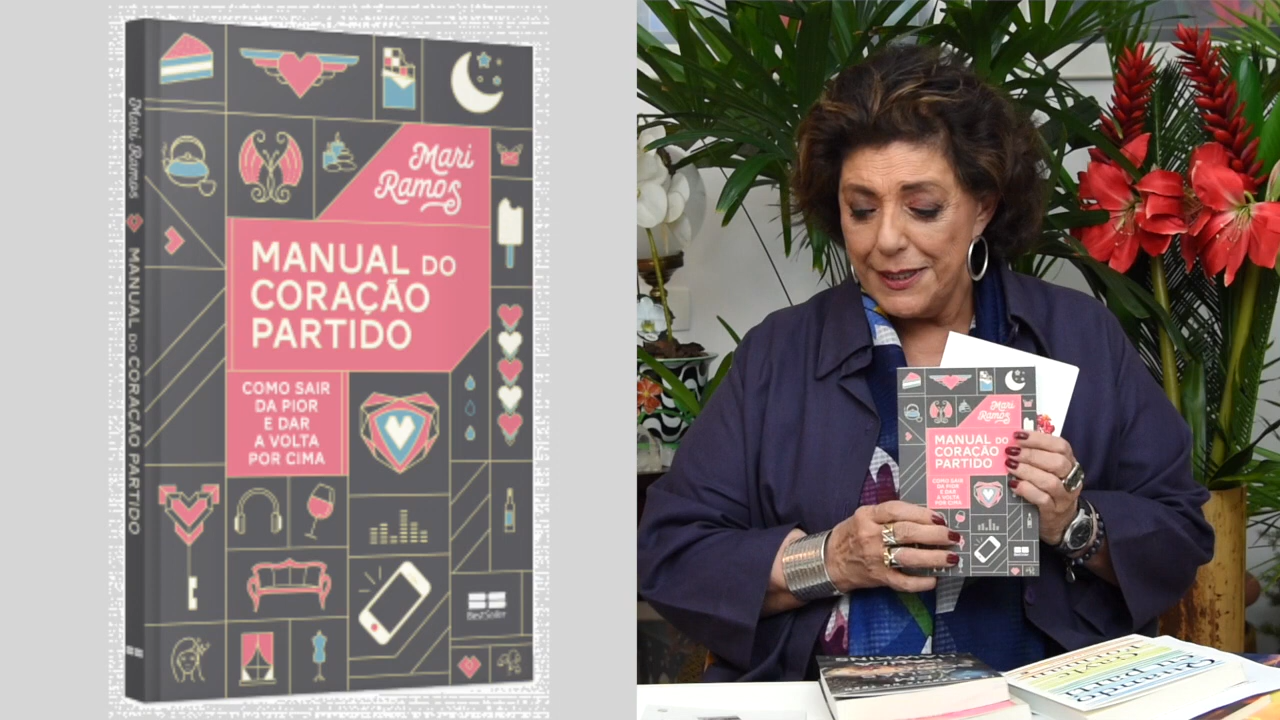 Mari Ramos MANUAL DO CORAÇÃO PARTIDO
Mari
Ramos
MANUAL DO
CORAÇÃO
PARTIDO
COMO SAIR
DA PIOR
E DAR
A VOLTA
POR CIMA
BestSeller
Mari
Ramos
MANUAL DO
CORAÇÃO
PARTIDO
COMO SAIR
DA PIOR
E DAR
A VOLTA
POR CIMA